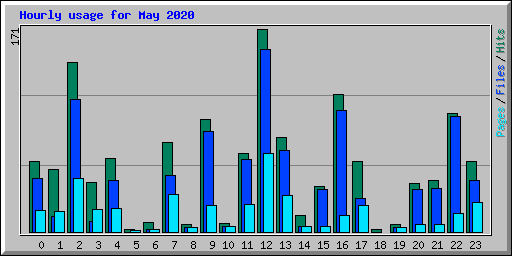 Hourly usage for May 2020
171
Pages / Files / Hits
0 1 2 3 4 5 6 7 8 9 10 11 12 13 14 15 16 17 18 19 20 21 22 23